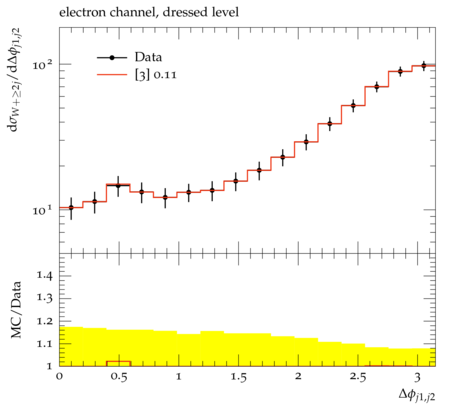 electron channel, dressed level
dσW+≥2j/dΔϕj1,j2
Data
[3] 0.11
10²
10¹
MC/Data
1.4
1.3
1.2
1.1
1
0 0.5 1 1.5 2 2.5 3
Δϕj1,j2